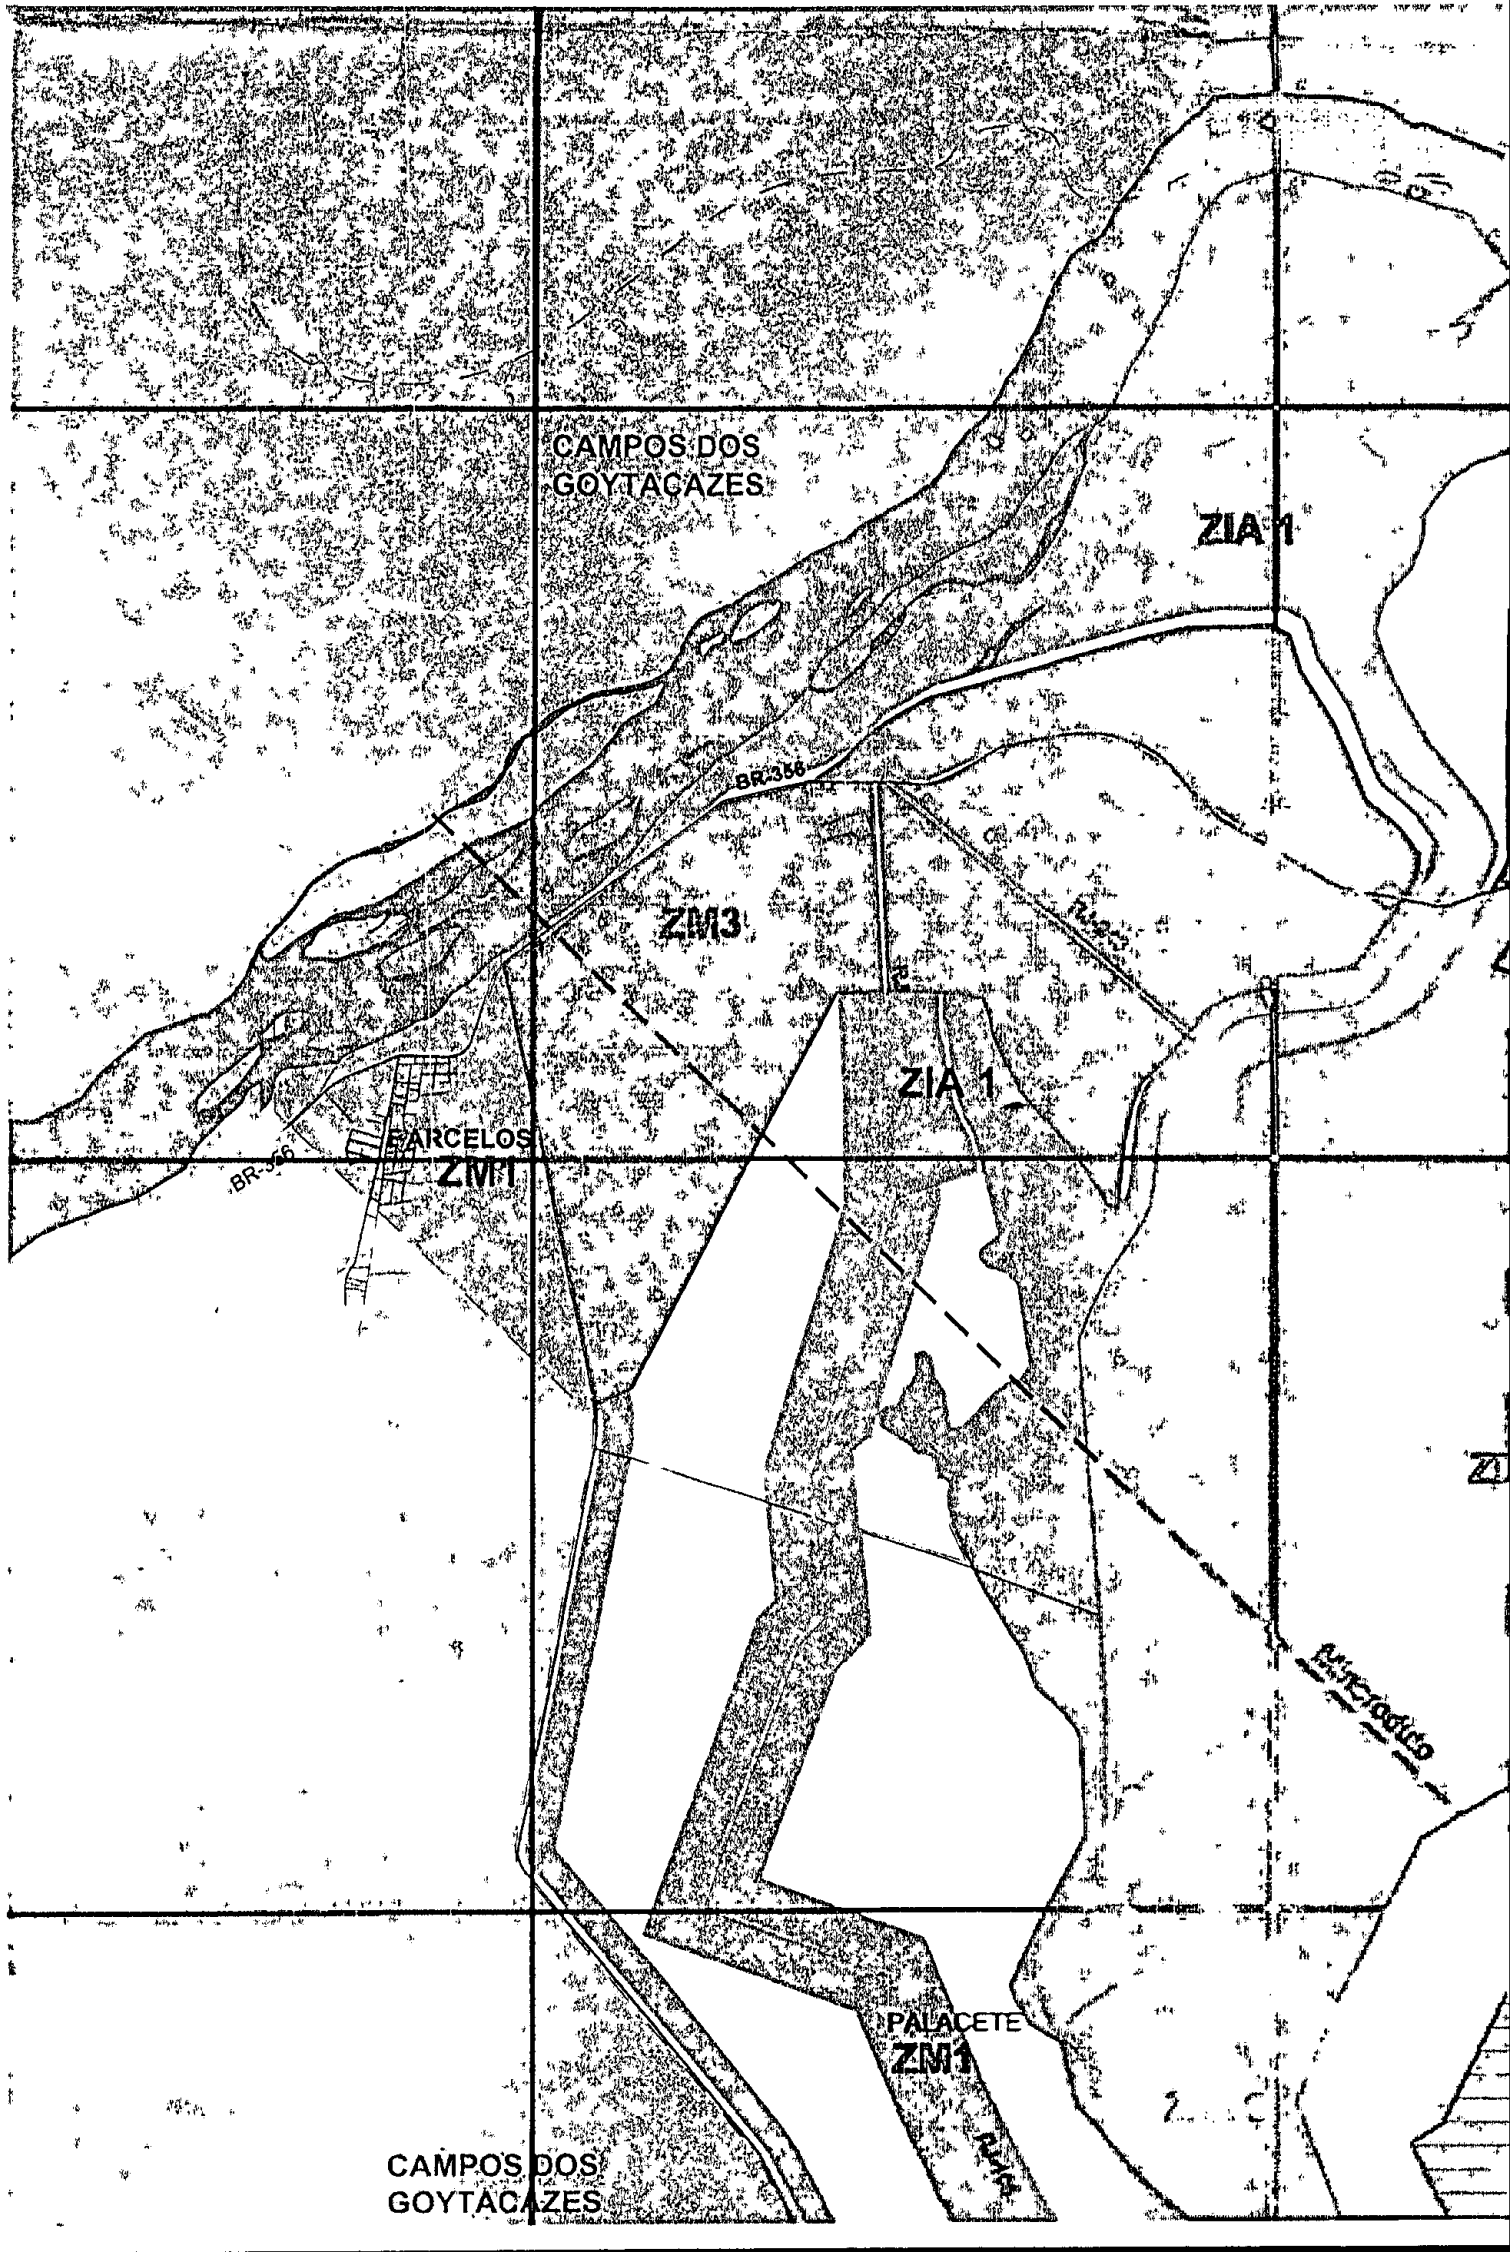 CAMPOS DOS
GOYTACAZES
ZIA 1
BR-356
ZM3
ZIA 1
BARCELOS
ZM1
BR-356
Mineroduto
PALACETE
ZM1
CAMPOS DOS
GOYTACAZES